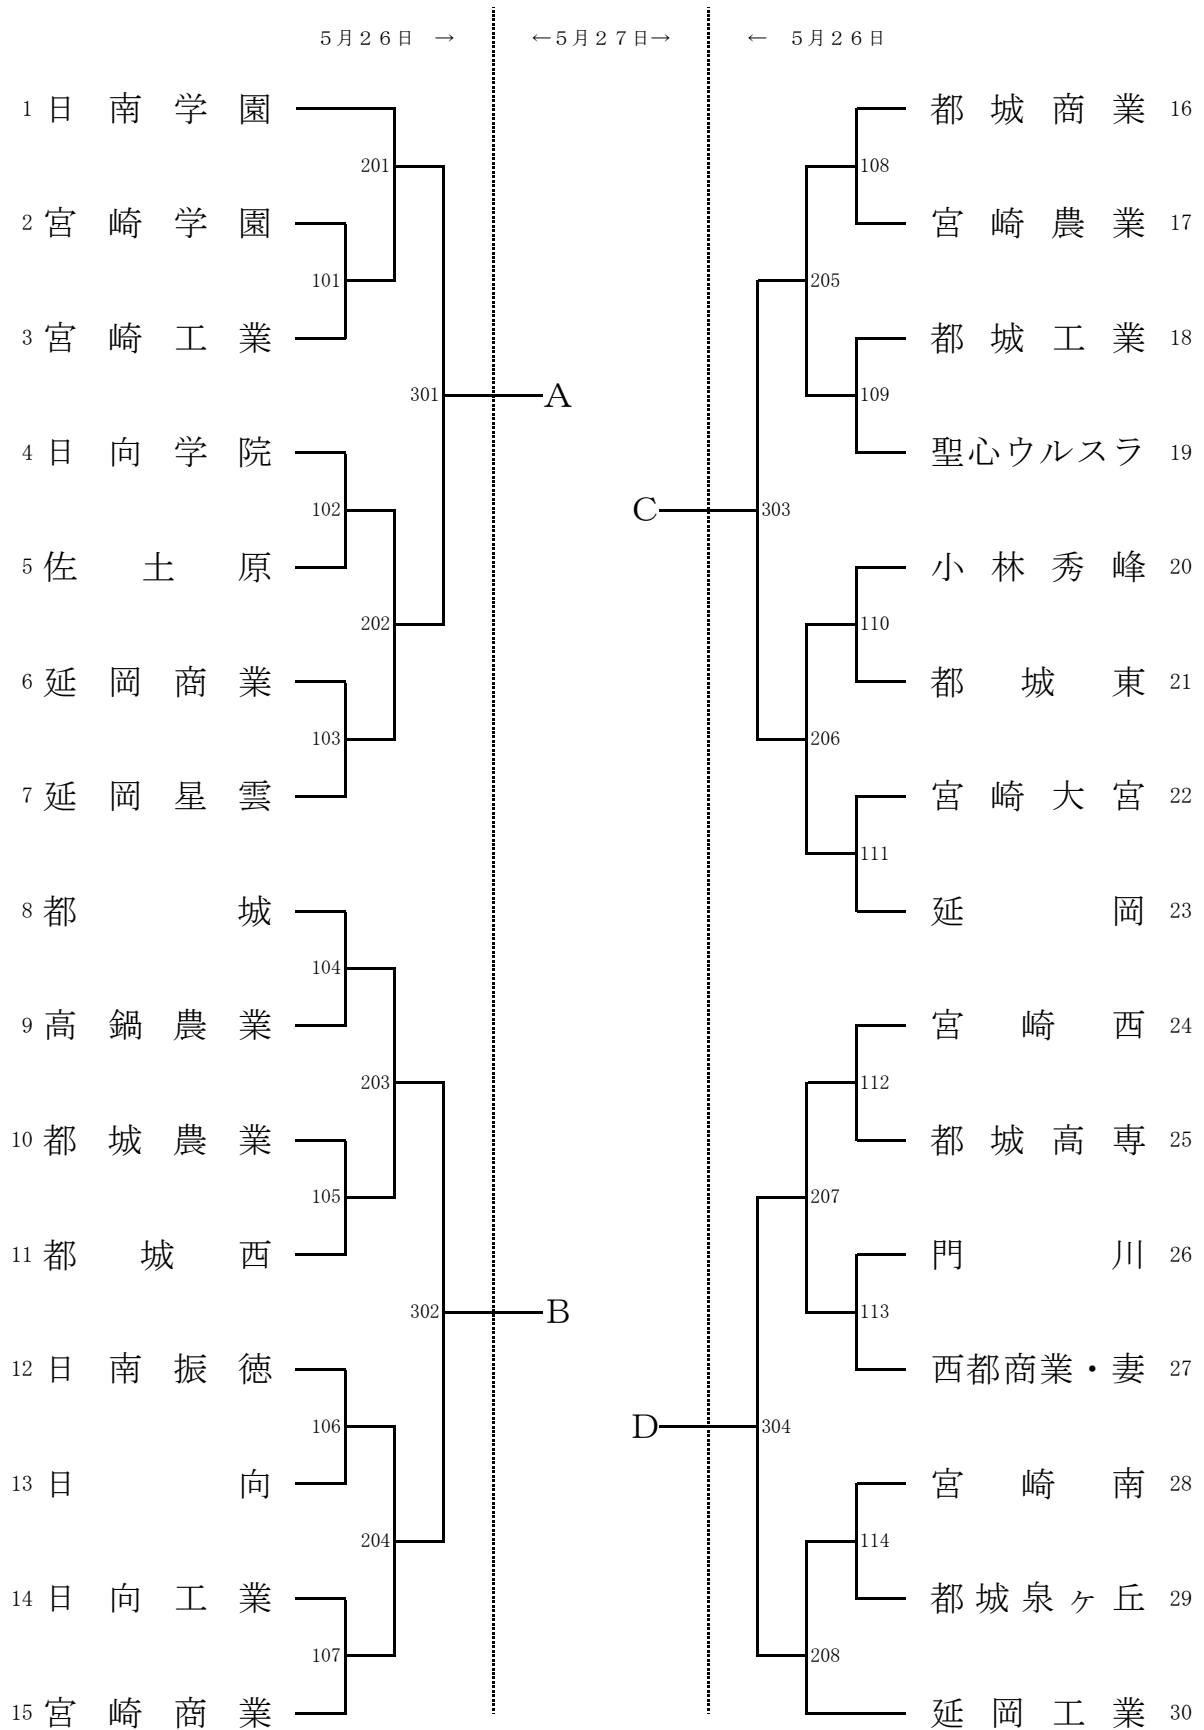 ５月２６日　→
←５月２７日→
←　５月２６日
1 日南学園
201
2 宮崎学園
101
3 宮崎工業
301
A
4 日向学院
102
5 佐土原
202
6 延岡商業
103
7 延岡星雲
8 都城
104
9 高鍋農業
203
10 都城農業
105
11 都城西
302
B
12 日南振徳
106
13 日向
204
14 日向工業
107
15 宮崎商業
都城商業 16
108
宮崎農業 17
205
都城工業 18
109
聖心ウルスラ 19
C
303
小林秀峰 20
110
都城東 21
206
宮崎大宮 22
111
延岡 23
宮崎西 24
112
都城高専 25
207
門川 26
113
西都商業・妻 27
D
304
宮崎南 28
114
都城泉ヶ丘 29
208
延岡工業 30